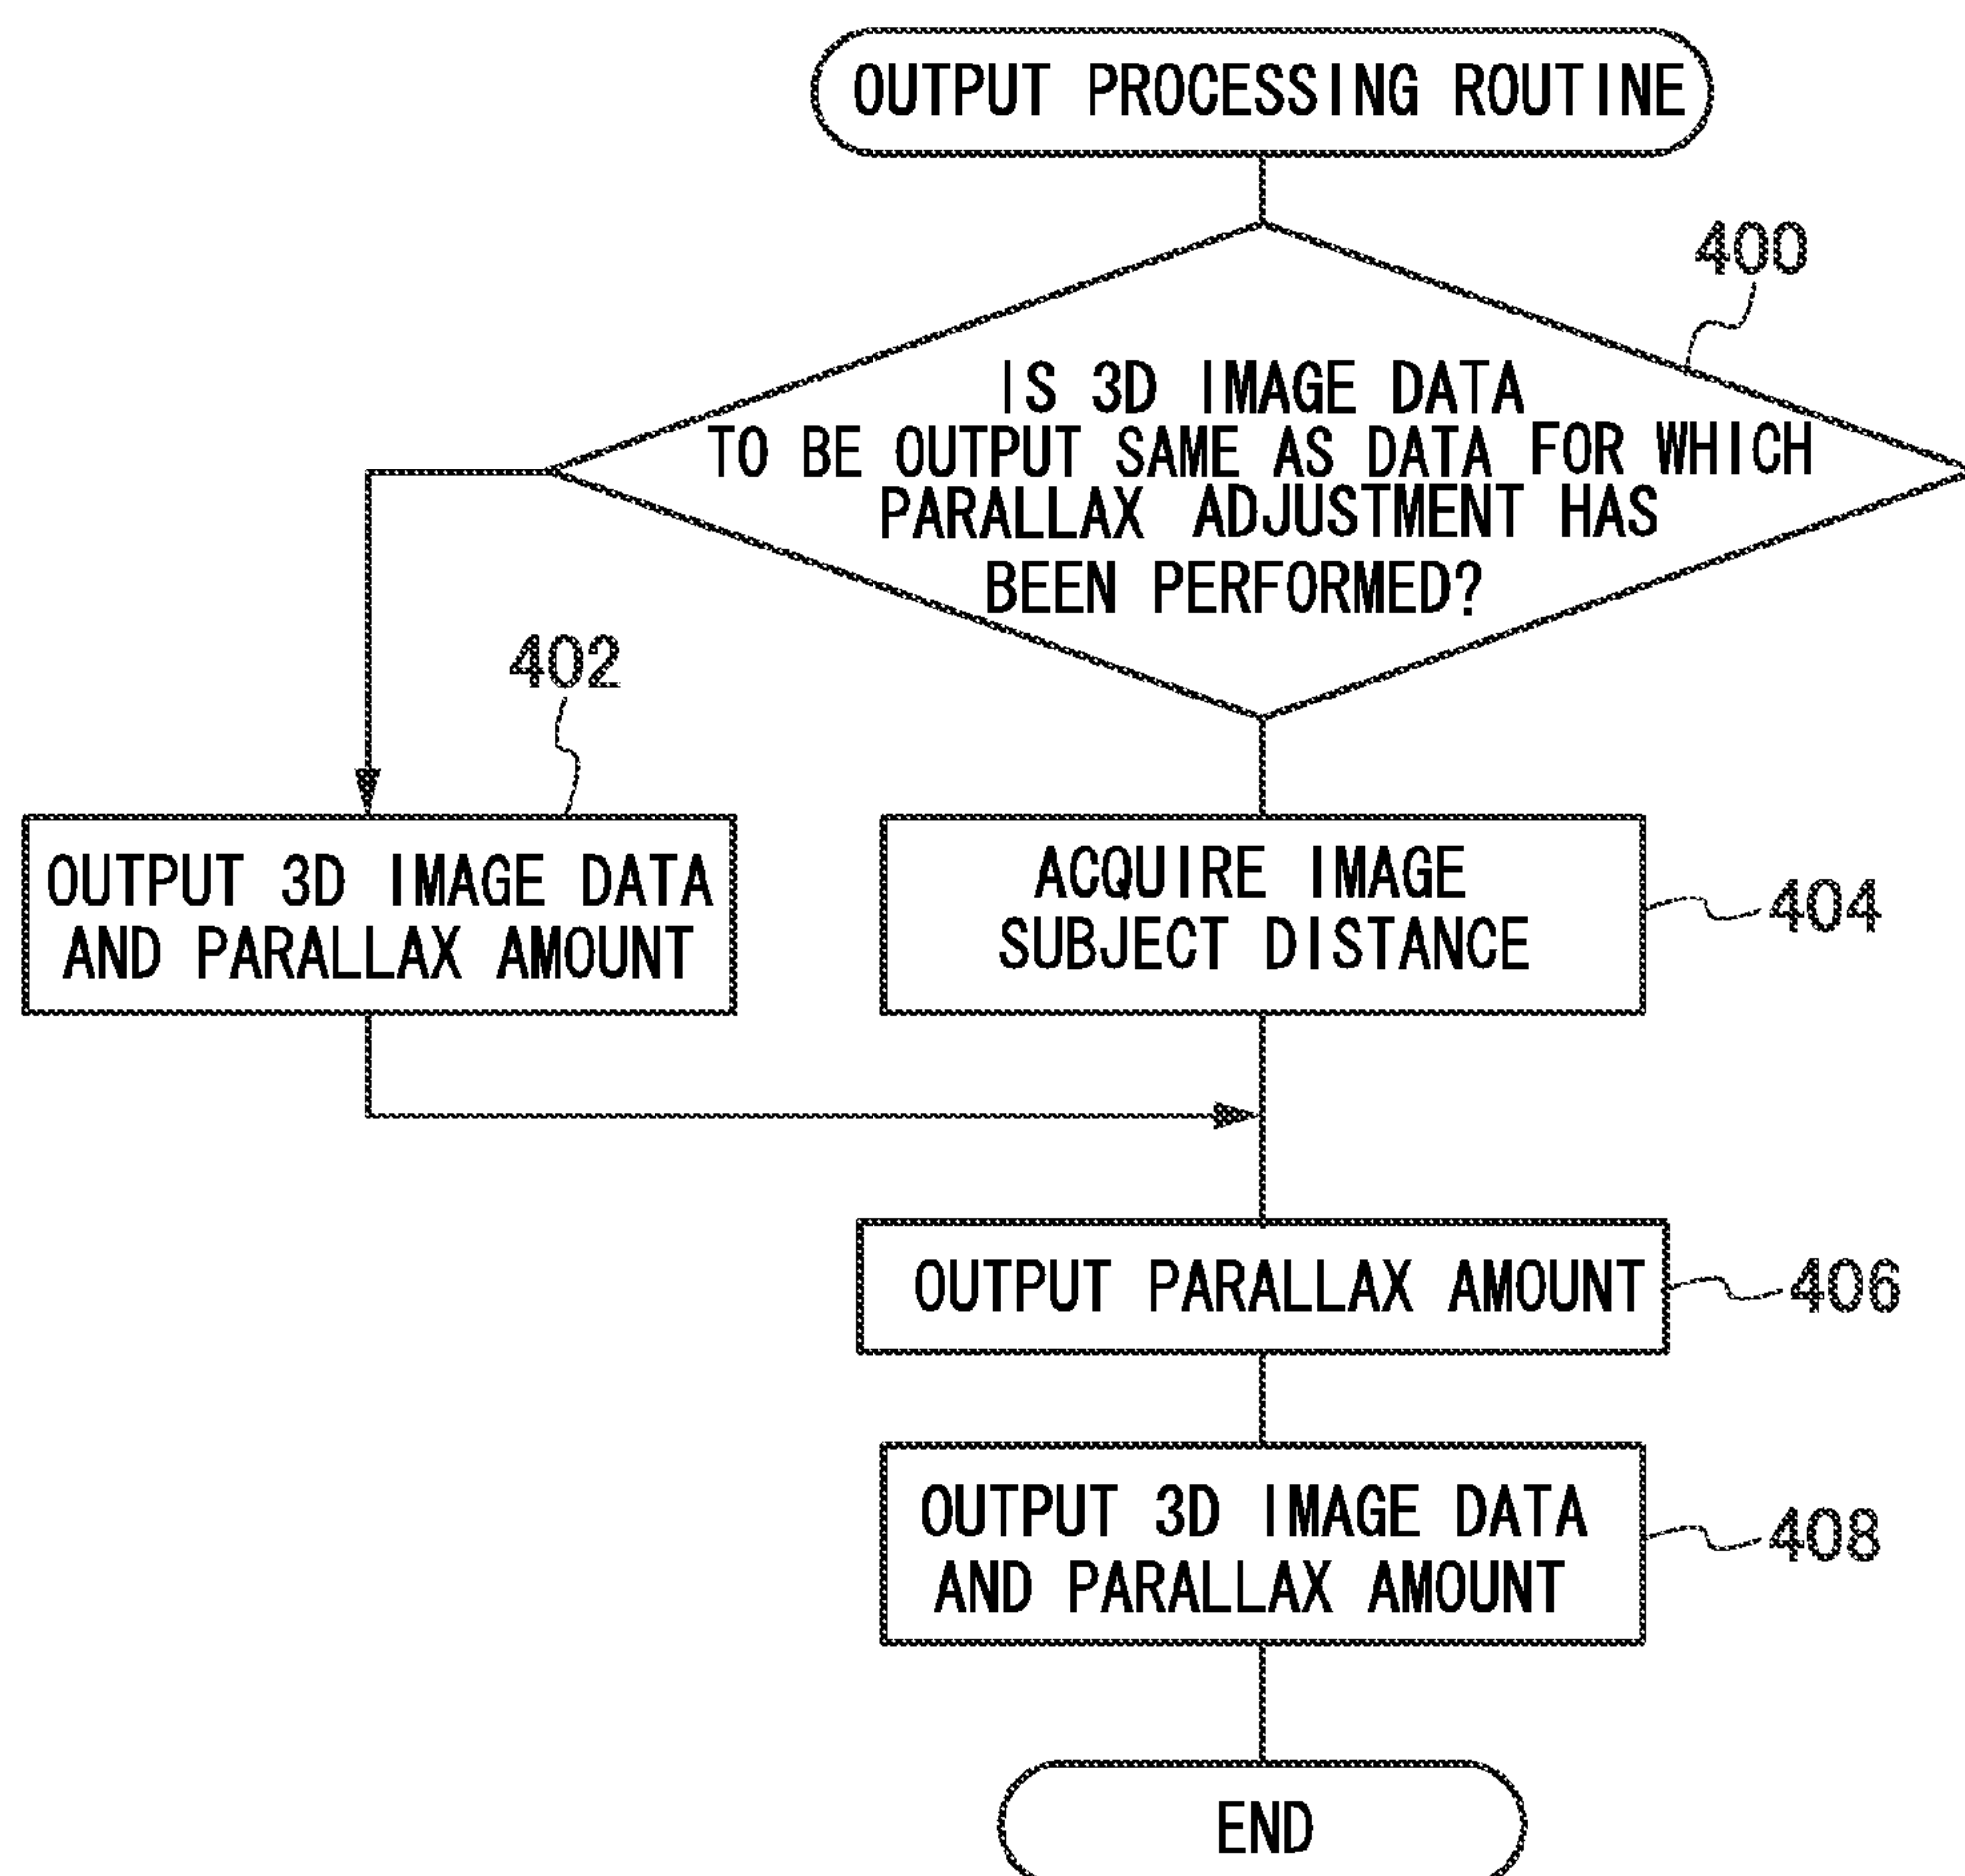 OUTPUT PROCESSING ROUTINE
400
IS 3D IMAGE DATA
TO BE OUTPUT SAME AS DATA FOR WHICH
PARALLAX ADJUSTMENT HAS
BEEN PERFORMED?
402
OUTPUT 3D IMAGE DATA
AND PARALLAX AMOUNT
ACQUIRE IMAGE
SUBJECT DISTANCE
404
OUTPUT PARALLAX AMOUNT
406
OUTPUT 3D IMAGE DATA
AND PARALLAX AMOUNT
408
END